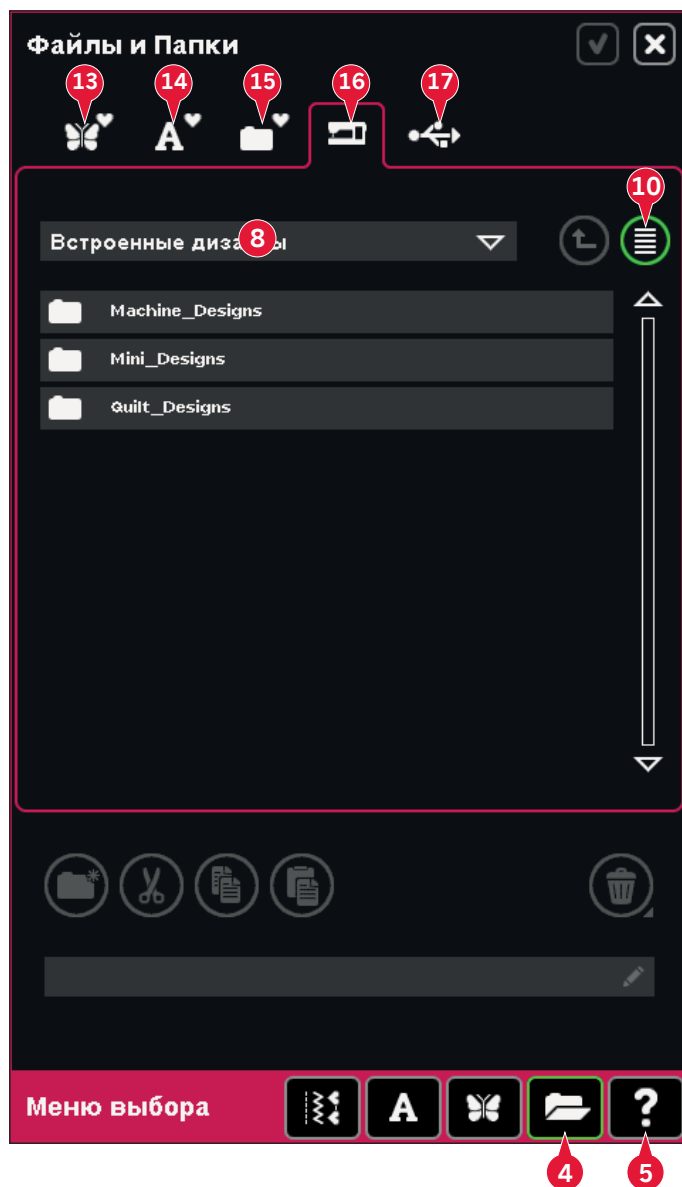 Файлы и Папки
13 14 15 16 17
A
10
Встроенные диза 8 ы
Machine_Designs
Mini_Designs
Quilt_Designs
Меню выбора A ?
4 5